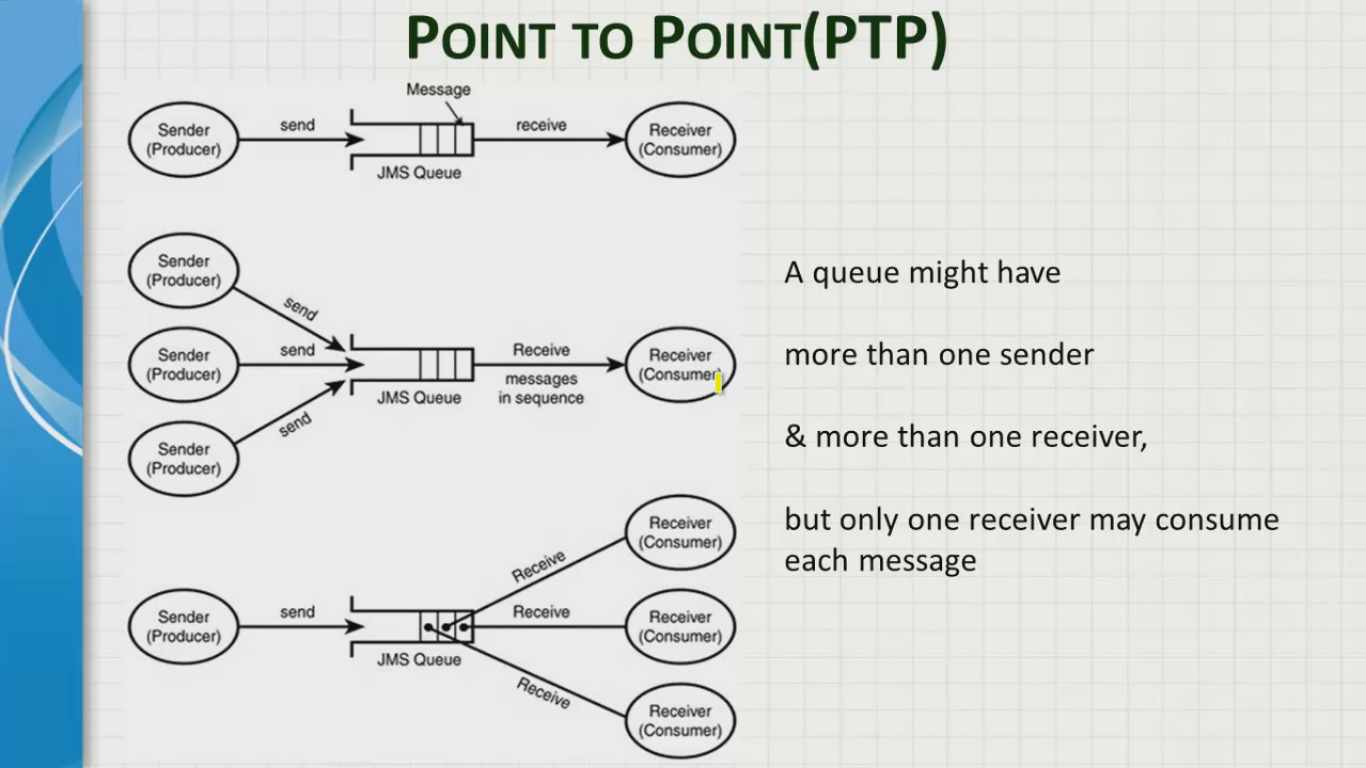 POINT TO POINT(PTP)
Message
Sender
(Producer)
send
JMS Queue
receive
Receiver
(Consumer)
Sender
(Producer)
send
Sender
(Producer)
send
Sender
(Producer)
send
JMS Queue
Receive
messages
in sequence
Receiver
(Consumer)
Sender
(Producer)
send
JMS Queue
Receive
Receiver
(Consumer)
Receive
Receiver
(Consumer)
Receive
Receiver
(Consumer)
A queue might have
more than one sender
& more than one receiver,
but only one receiver may consume
each message